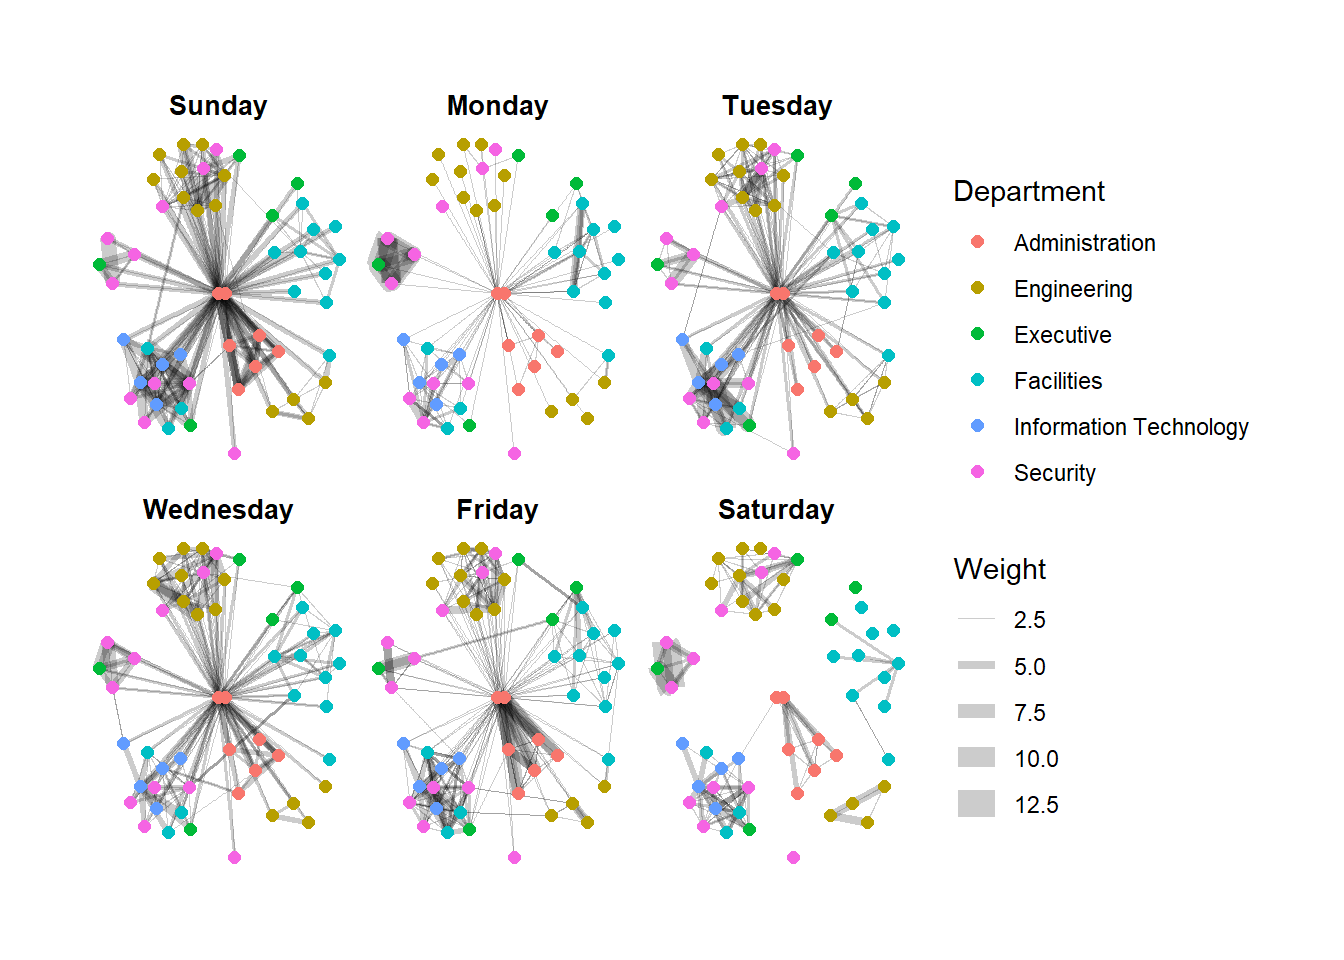 Sunday
Monday
Tuesday
Wednesday
Friday
Saturday
Department
Administration
Engineering
Executive
Facilities
Information Technology
Security
Weight
2.5
5.0
7.5
10.0
12.5